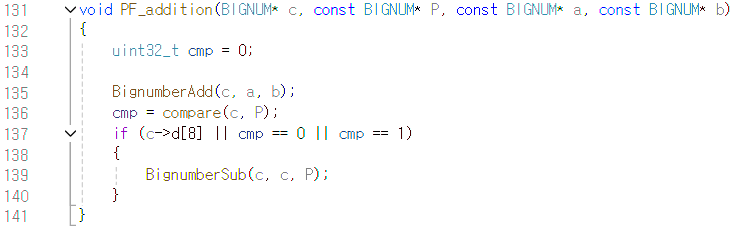 131 void PF_addition(BIGNUM* c, const BIGNUM* P, const BIGNUM* a, const BIGNUM* b)
132 {
133 uint32_t cmp = 0;
134
135 BignumberAdd(c, a, b);
136 cmp = compare(c, P);
137 if (c->d[8] || cmp == 0 || cmp == 1)
138 {
139 BignumberSub(c, c, P);
140 }
141 }